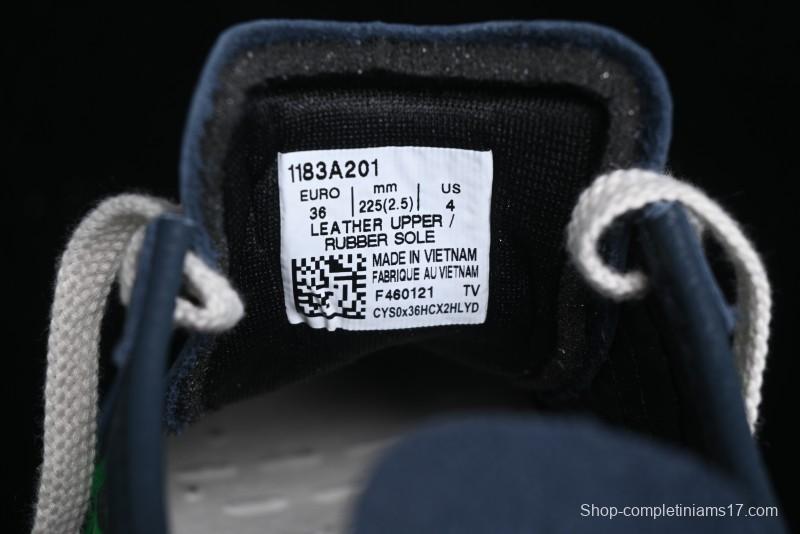 1183A201
EURO | mm | US
36 | 225(2.5) | 4
LEATHER UPPER /
RUBBER SOLE
MADE IN VIETNAM
FABRIQUE AU VIETNAM
F460121 TV
CYS0x36HCX2HLYD
Shop-completiniams17.com